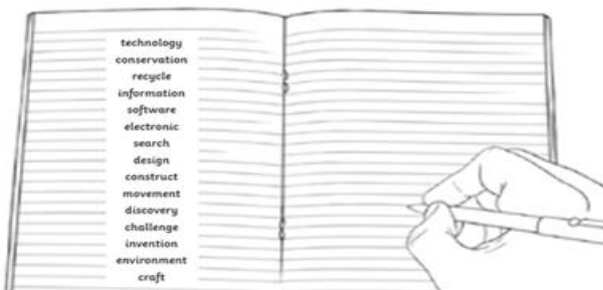 technology
conservation
recycle
information
software
electronic
search
design
construct
movement
discovery
challenge
invention
environment
craft